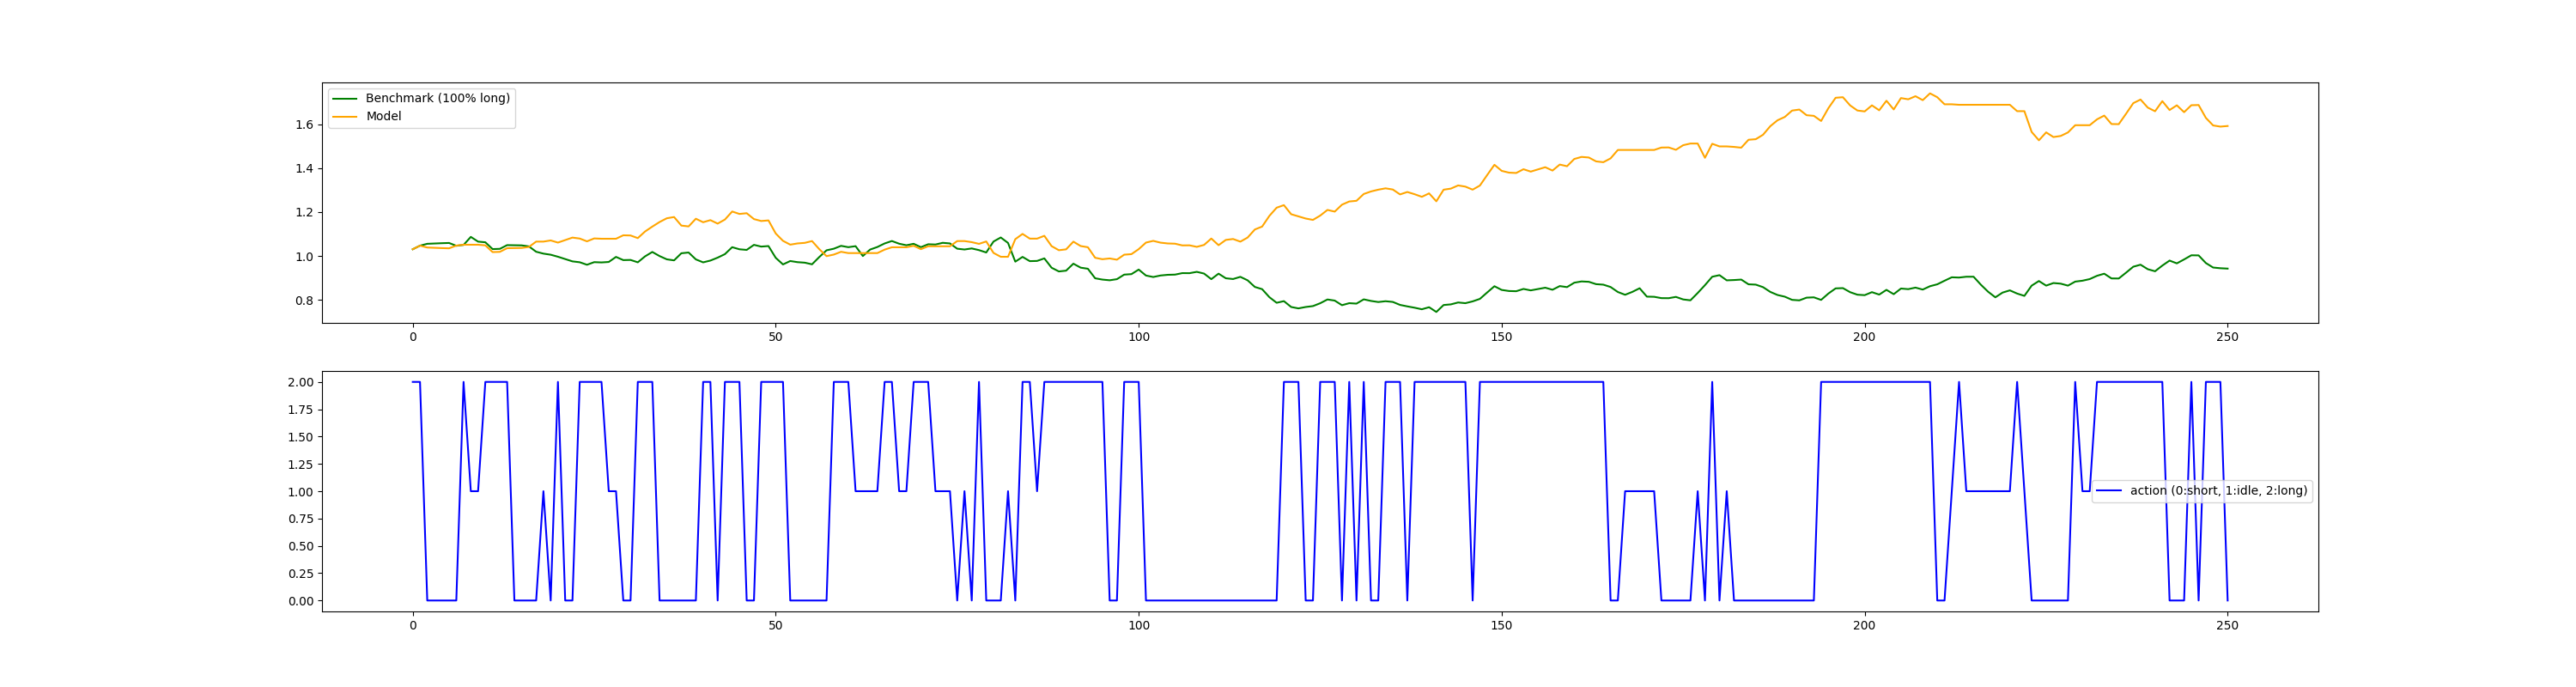 Benchmark (100% long)
Model
1.6
1.4
1.2
1.0
0.8
0 50 100 150 200 250
2.00
1.75
1.50
1.25
1.00
0.75
0.50
0.25
0.00
action (0:short, 1:idle, 2:long)
0 50 100 150 200 250